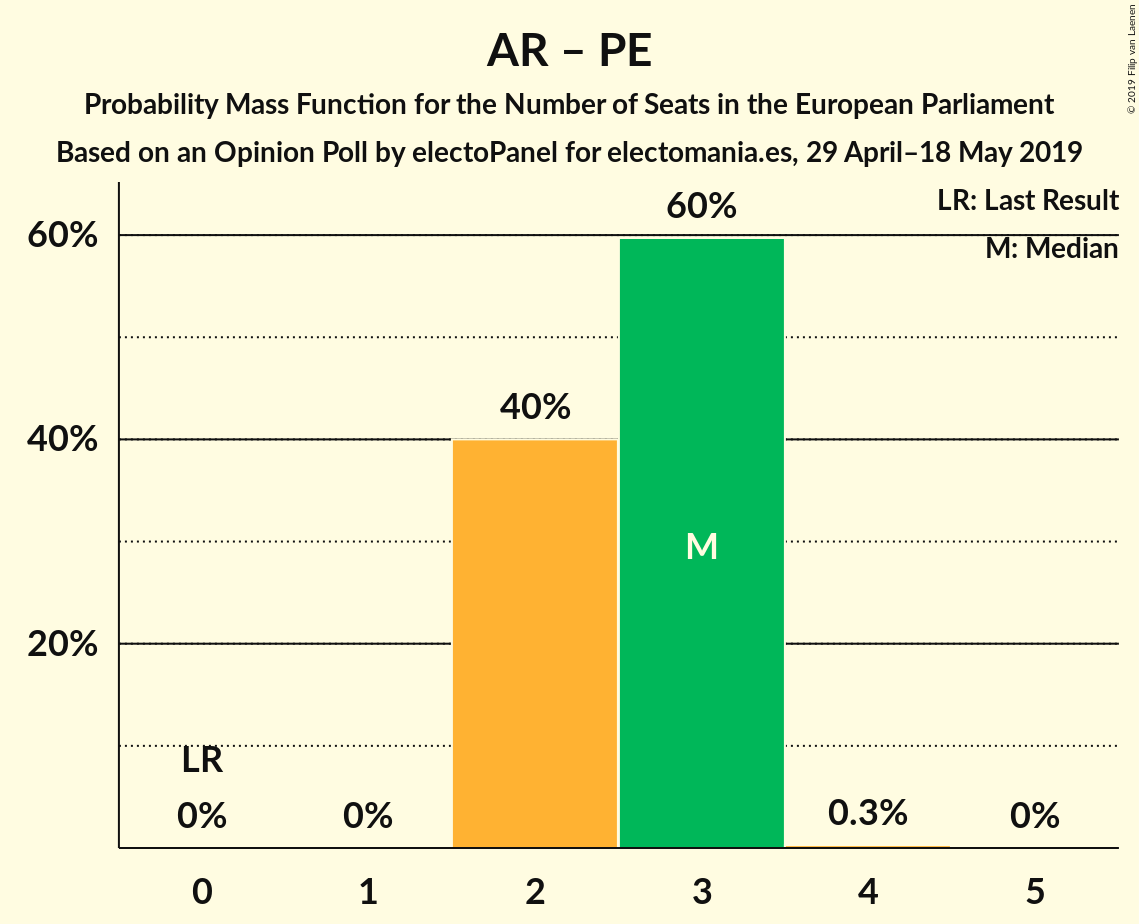 AR – PE
Probability Mass Function for the Number of Seats in the European Parliament
Based on an Opinion Poll by electoPanel for electomania.es, 29 April–18 May 2019
© 2019 Filip van Laenen
LR: Last Result
M: Median
60%
40%
20%
60%
40%
M
LR
0%
0%
0.3%
0%
0
1
2
3
4
5